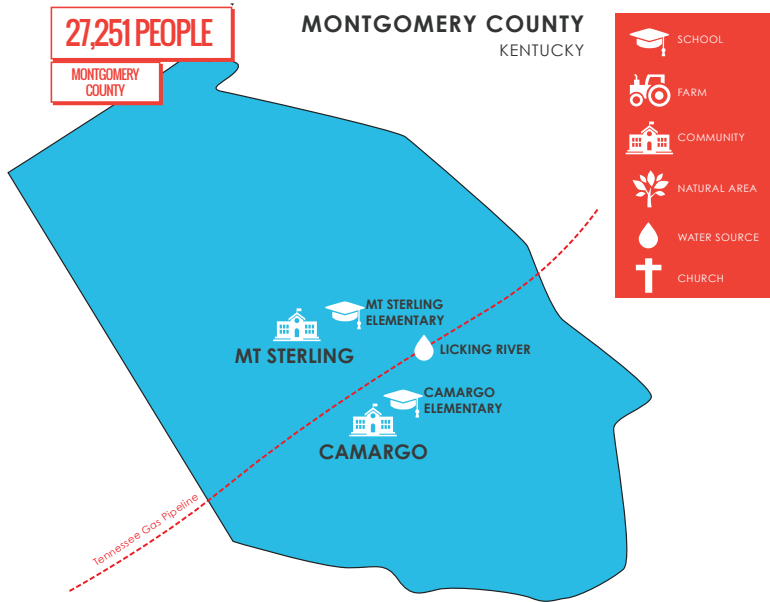 27,251 PEOPLE
MONTGOMERY
COUNTY
MONTGOMERY COUNTY
KENTUCKY
SCHOOL
FARM
COMMUNITY
NATURAL AREA
WATER SOURCE
CHURCH
MT STERLING
ELEMENTARY
MT STERLING
LICKING RIVER
CAMARGO
ELEMENTARY
CAMARGO
Tennessee Gas Pipeline